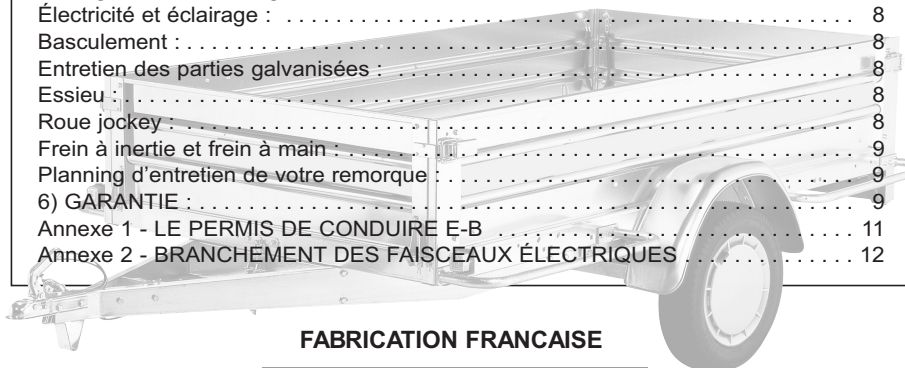 Électricité et éclairage : . . . . . . . . . . . . . . . . . . . . . . . . . . . . . . . . . . . . . . . . . . . . . 8
Basculement : . . . . . . . . . . . . . . . . . . . . . . . . . . . . . . . . . . . . . . . . . . . . . . . . . . . . . 8
Entretien des parties galvanisées : . . . . . . . . . . . . . . . . . . . . . . . . . . . . . . . . . . . . . 8
Essieu : . . . . . . . . . . . . . . . . . . . . . . . . . . . . . . . . . . . . . . . . . . . . . . . . . . . . . . . . . . 8
Roue jockey : . . . . . . . . . . . . . . . . . . . . . . . . . . . . . . . . . . . . . . . . . . . . . . . . . . . . . . 8
Frein à inertie et frein à main : . . . . . . . . . . . . . . . . . . . . . . . . . . . . . . . . . . . . . . . . 9
Planning d'entretien de votre remorque : . . . . . . . . . . . . . . . . . . . . . . . . . . . . . . . . 9
6) GARANTIE : . . . . . . . . . . . . . . . . . . . . . . . . . . . . . . . . . . . . . . . . . . . . . . . . . . . . 9
Annexe 1 - LE PERMIS DE CONDUIRE E-B . . . . . . . . . . . . . . . . . . . . . . . . . . . . 11
Annexe 2 - BRANCHEMENT DES FAISCEAUX ÉLECTRIQUES . . . . . . . . . . . . . 12
FABRICATION FRANCAISE